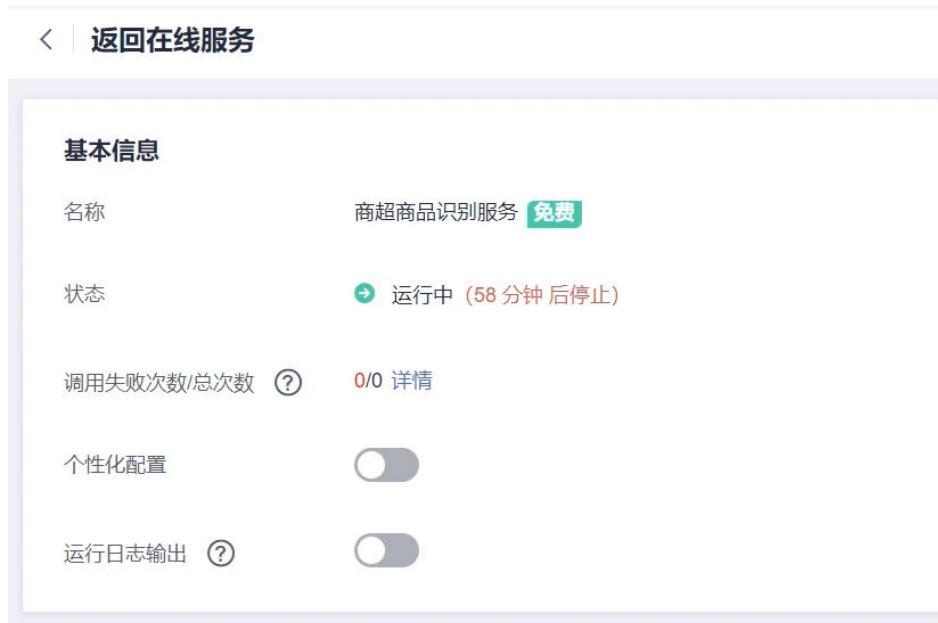 返回在线服务
基本信息
名称 商超商品识别服务 免费
状态 运行中（58 分钟 后停止）
调用失败次数/总次数 ? 0/0 详情
个性化配置
运行日志输出 ?